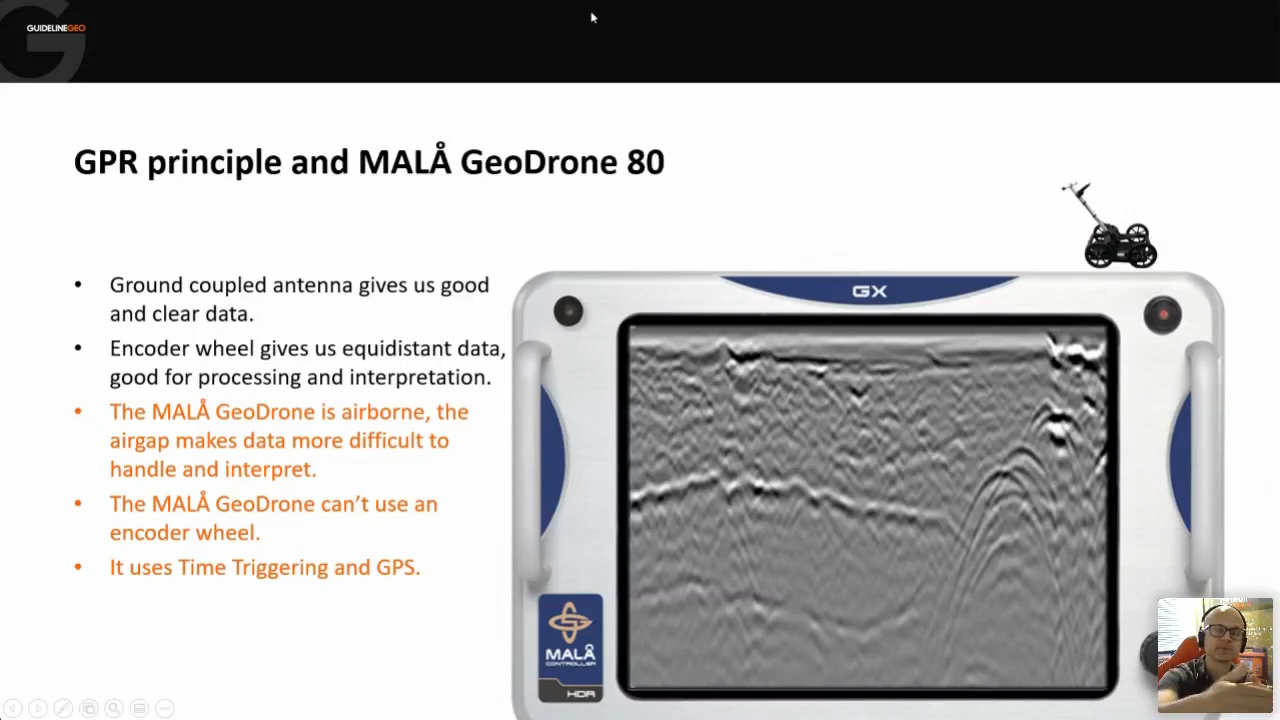 GUIDELINEGEO
GPR principle and MALÅ GeoDrone 80
• Ground coupled antenna gives us good
and clear data.
• Encoder wheel gives us equidistant data,
good for processing and interpretation.
• The MALÅ GeoDrone is airborne, the
airgap makes data more difficult to
handle and interpret.
• The MALÅ GeoDrone can’t use an
encoder wheel.
• It uses Time Triggering and GPS.
GX
MALÅ
CONTROLLER
HDR